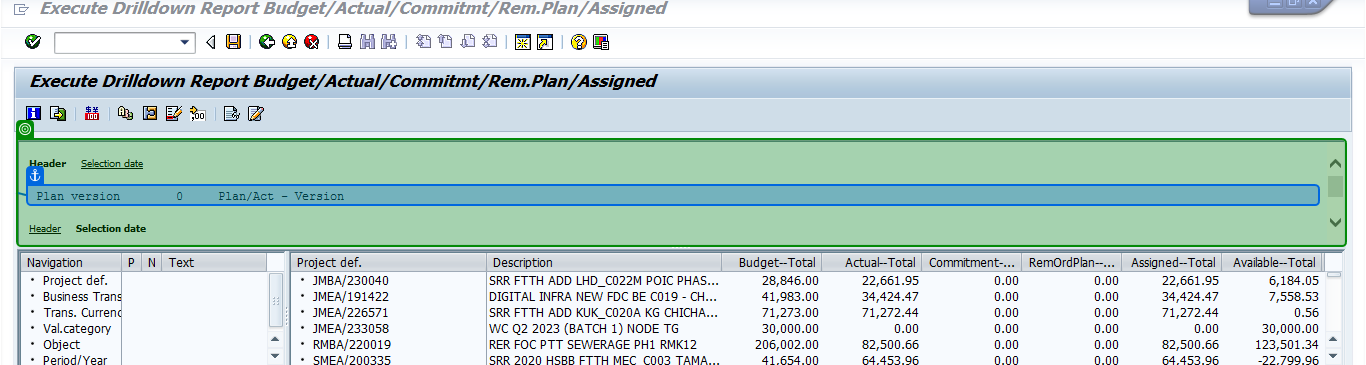 Execute Drilldown Report Budget/Actual/Commitmt/Rem.Plan/Assigned
Execute Drilldown Report Budget/Actual/Commitmt/Rem.Plan/Assigned
Header Selection date
Plan version 0 Plan/Act - Version
Header Selection date
Navigation P N Text Project def. Description Budget--Total Actual--Total Commitment-... RemOrdPlan--... Assigned--Total Available--Total
• Project def. • JMBA/230040 SRR FTTH ADD LHD_C022M POIC PHAS... 28,846.00 22,661.95 0.00 0.00 22,661.95 6,184.05
• Business Trans • JMEA/191422 DIGITAL INFRA NEW FDC BE C019 - CH... 41,983.00 34,424.47 0.00 0.00 34,424.47 7,558.53
• Trans. Currenc • JMEA/226571 SRR FTTH ADD KUK_C020A KG CHICHA... 71,273.00 71,272.44 0.00 0.00 71,272.44 0.56
• Val.category • JMEA/233058 WC Q2 2023 (BATCH 1) NODE TG 30,000.00 0.00 0.00 0.00 0.00 30,000.00
• Object • RMBA/220019 RER FOC PTT SEWERAGE PH1 RMK12 206,002.00 82,500.66 0.00 0.00 82,500.66 123,501.34
• Period/Year • SMEA/200335 SRR 2020 HSBB FTTH MEC_C003 TAMA... 41,654.00 64,453.96 0.00 0.00 64,453.96 -22,799.96